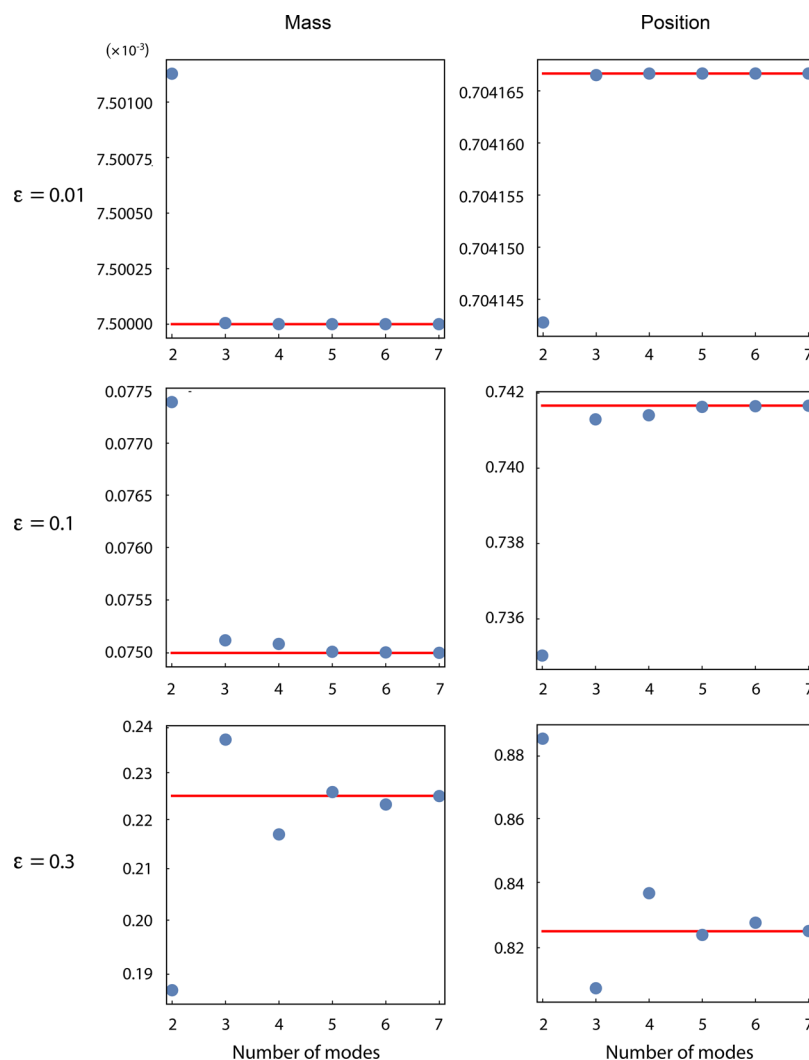 Mass
Position
(×10⁻³)
7.50100
7.50075
7.50050
7.50025
7.50000
2 3 4 5 6 7
0.704165
0.704160
0.704155
0.704150
0.704145
2 3 4 5 6 7
ε = 0.01
0.0775
0.0770
0.0765
0.0760
0.0755
0.0750
2 3 4 5 6 7
0.742
0.740
0.738
0.736
2 3 4 5 6 7
ε = 0.1
0.24
0.23
0.22
0.21
0.20
0.19
2 3 4 5 6 7
Number of modes
0.88
0.86
0.84
0.82
2 3 4 5 6 7
Number of modes
ε = 0.3